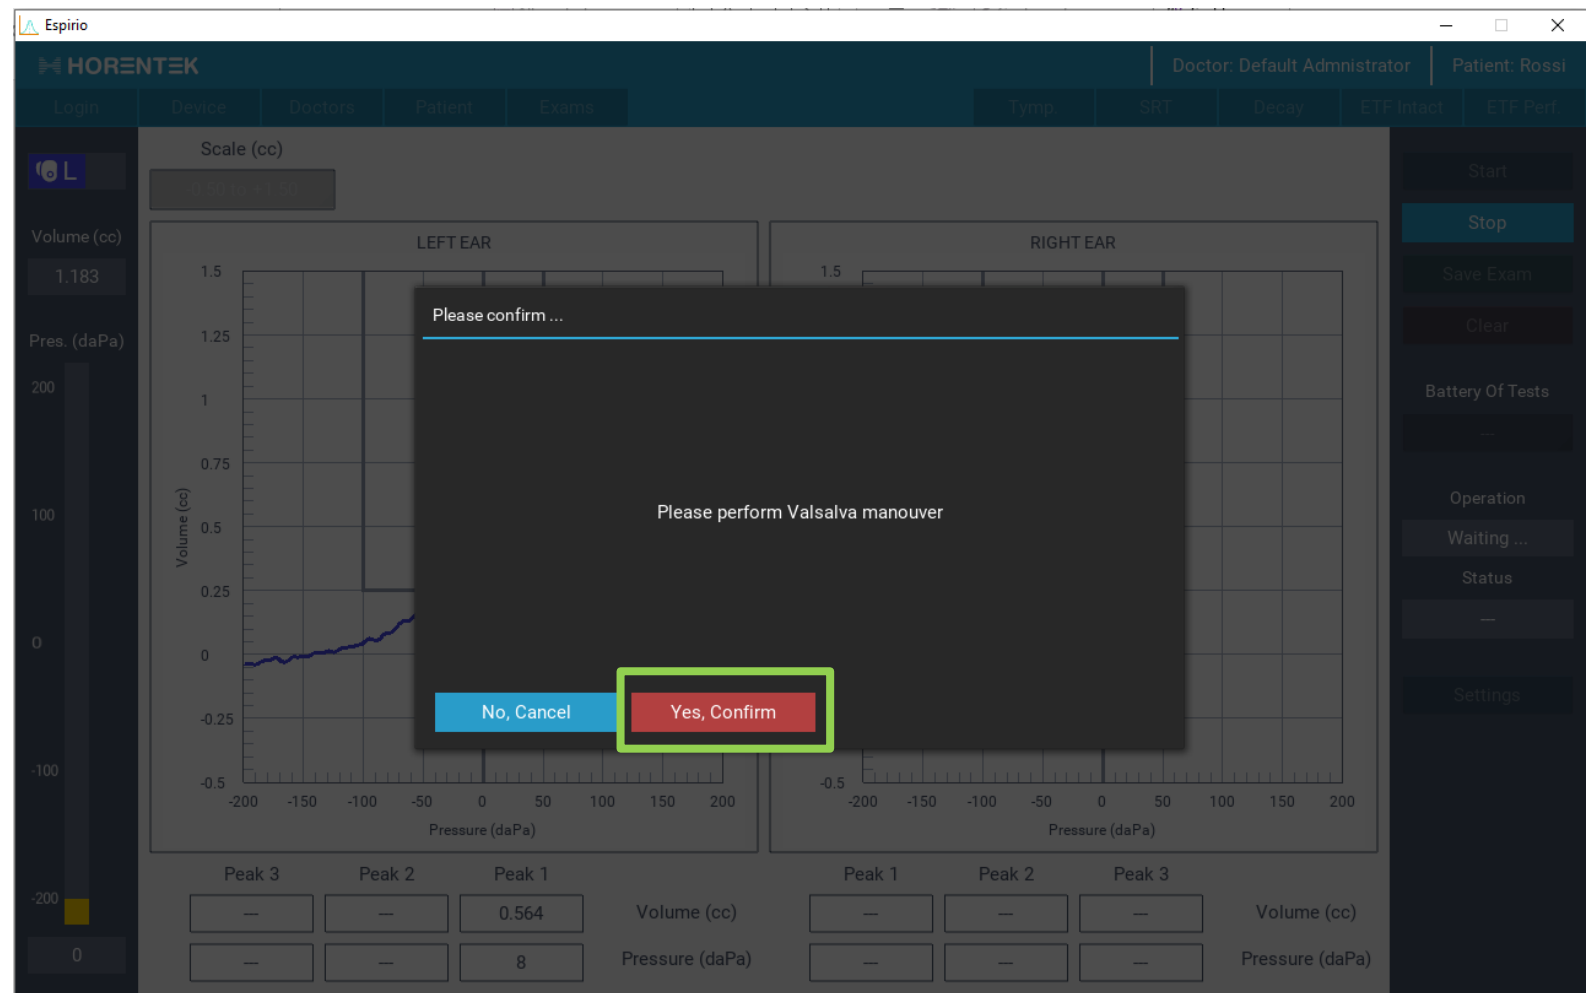 Espirio
HORENTEK
Doctor: Default Admnistrator
Patient: Rossi
Login
Device
Doctors
Patient
Exams
Tymp.
SRT
Decay
ETF Intact
ETF Perf.
L
Scale (cc)
-0.50 to +1.50
Start
Stop
Save Exam
Clear
Battery Of Tests
---
Operation
Waiting ...
Status
---
Settings
Volume (cc)
1.183
Pres. (daPa)
200
100
0
-100
-200
0
LEFT EAR
1.5
1.25
1
0.75
0.5
0.25
0
-0.25
-0.5
Volume (cc)
-200 -150 -100 -50 0 50 100 150 200
Pressure (daPa)
RIGHT EAR
1.5
-0.5
-200 -150 -100 -50 0 50 100 150 200
Pressure (daPa)
Please confirm ...
Please perform Valsalva manouver
No, Cancel
Yes, Confirm
Peak 3 Peak 2 Peak 1
--- --- 0.564 Volume (cc)
--- --- 8 Pressure (daPa)
Peak 1 Peak 2 Peak 3
--- --- --- Volume (cc)
--- --- --- Pressure (daPa)